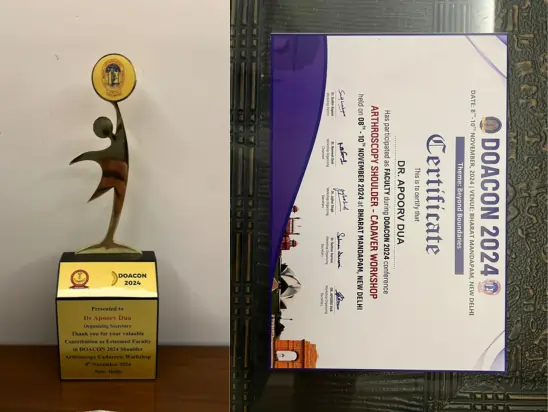 DOACON
2024
Presented to
Dr Apoorv Dua
Organizing Secretary
Thank you for your valuable
Contribution as Esteemed Faculty
at DOACON 2024 Shoulder
Arthroscopy Cadaveric Workshop
8th November 2024
New Delhi
DOACON 2024
DATE: 8th-10th NOVEMBER, 2024 | VENUE: BHARAT MANDAPAM, NEW DELHI
Theme: Beyond Boundaries
Certificate
This is to certify that
DR. APOORV DUA
Has participated as FACULTY during DOACON 2024 conference
ARTHROSCOPY SHOULDER - CADAVER WORKSHOP
held on 08th - 10th NOVEMBER 2024 at BHARAT MANDAPAM, NEW DELHI